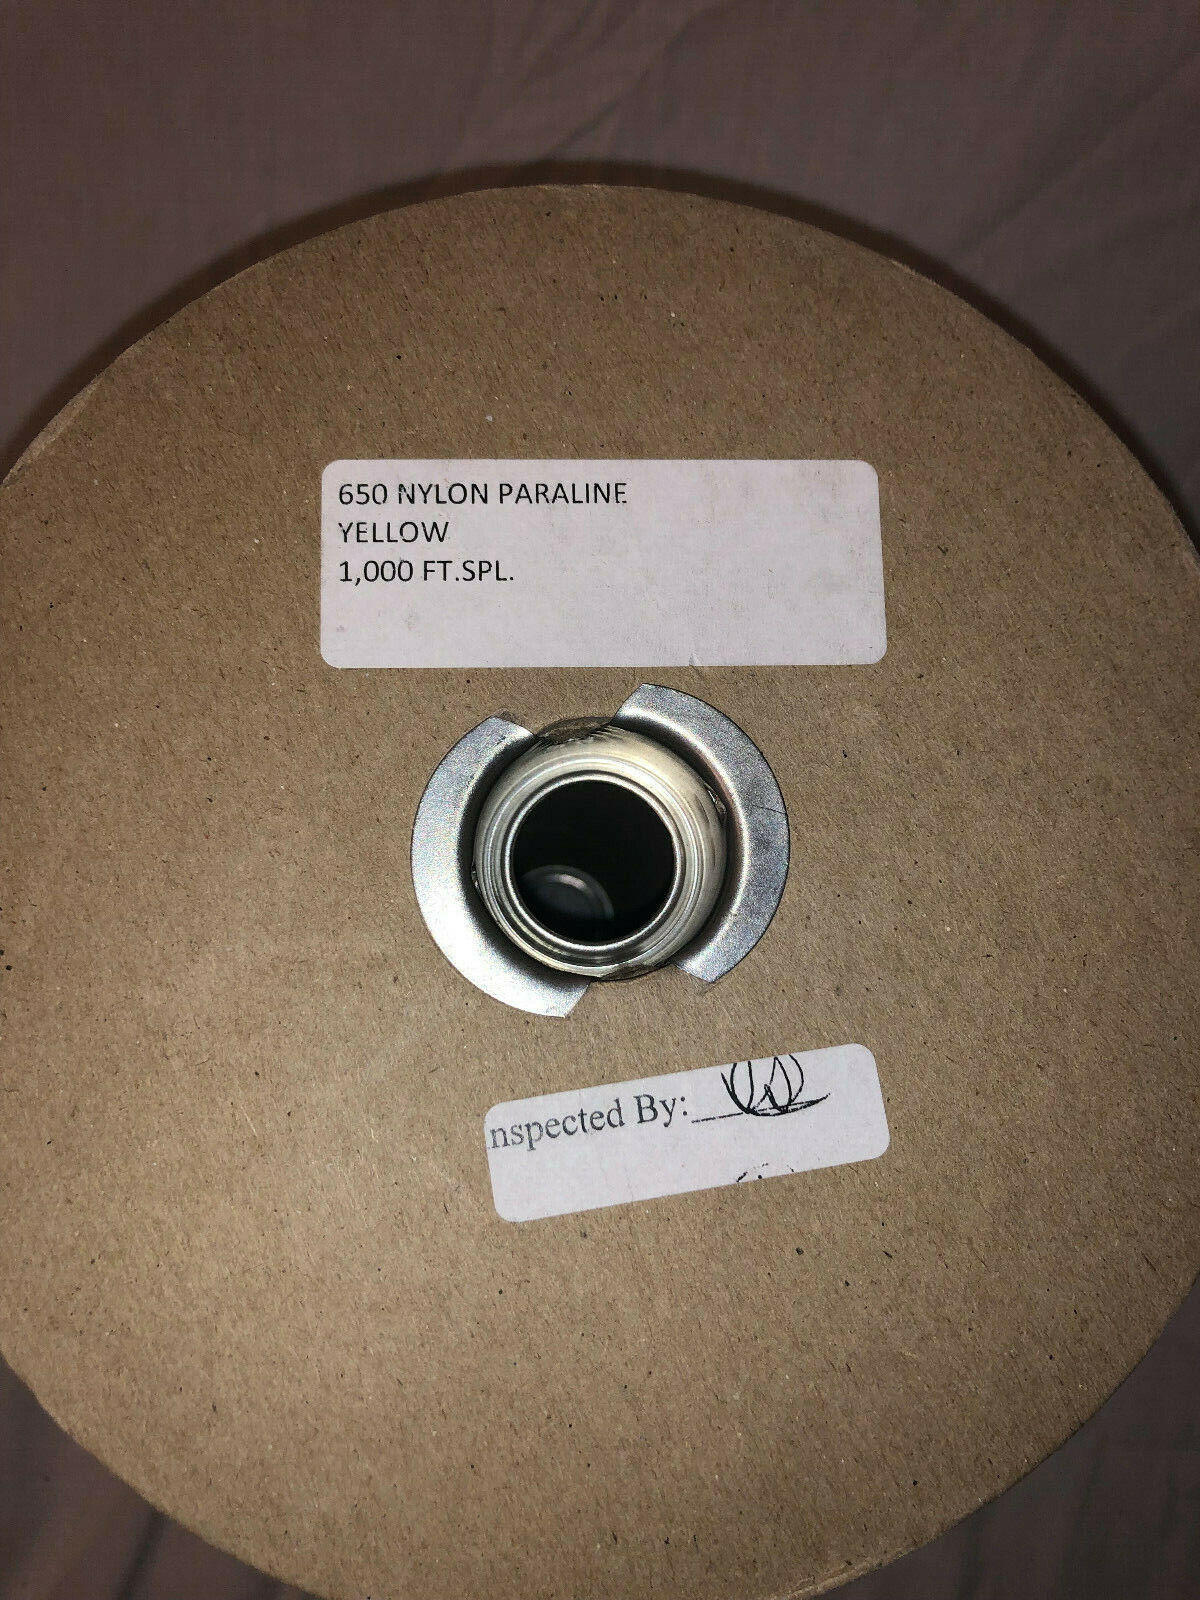 650 NYLON PARALINE
YELLOW
1,000 FT.SPL.
nspected By: